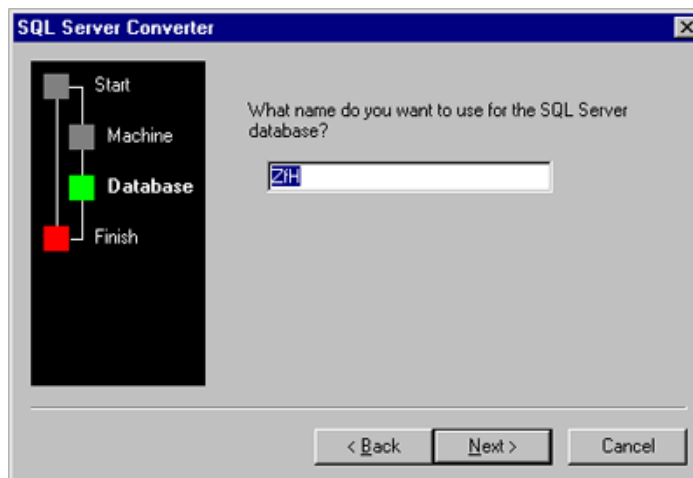 SQL Server Converter
Start
Machine
Database
Finish
What name do you want to use for the SQL Server
database?
ZfH
< Back
Next >
Cancel